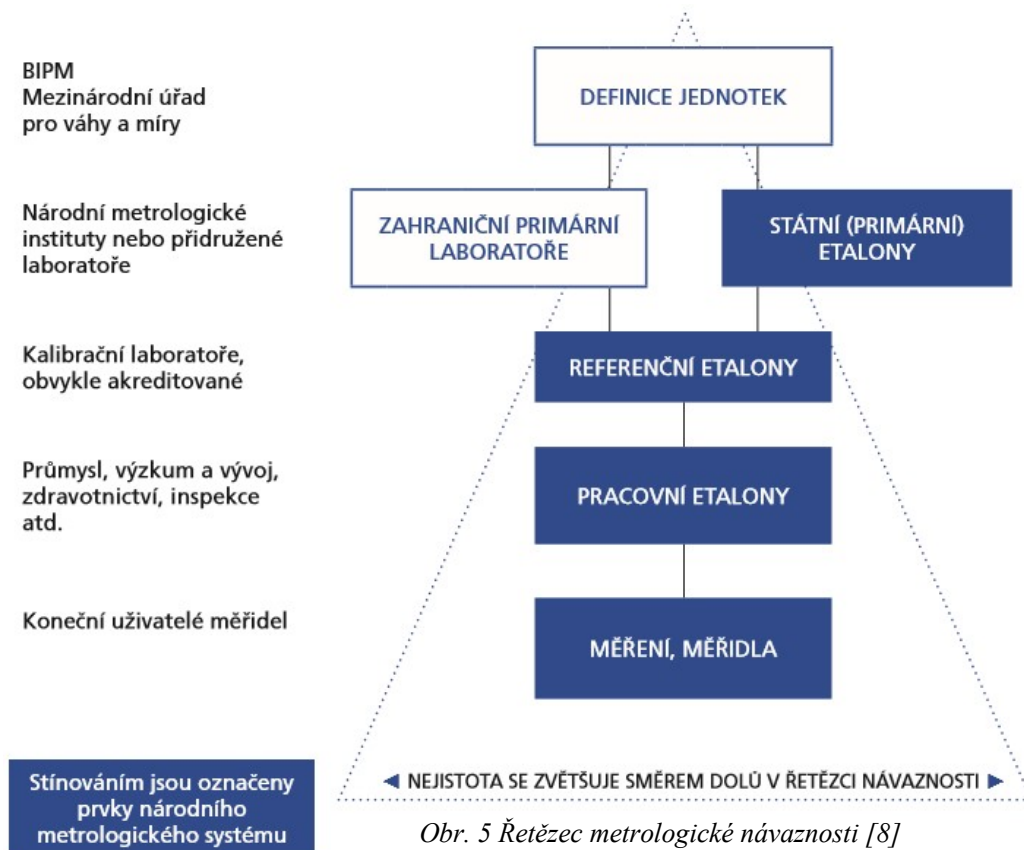 BIPM
Mezinárodní úřad
pro váhy a míry
DEFINICE JEDNOTEK
Národní metrologické
instituty nebo přidružené
laboratoře
ZAHRANIČNÍ PRIMÁRNÍ
LABORATOŘE
STÁTNÍ (PRIMÁRNÍ)
ETALONY
Kalibrační laboratoře,
obvykle akreditované
REFERENČNÍ ETALONY
Průmysl, výzkum a vývoj,
zdravotnictví, inspekce
atd.
PRACOVNÍ ETALONY
Koneční uživatelé měřidel
MĚŘENÍ, MĚŘIDLA
Stínováním jsou označeny
prvky národního
metrologického systému
◄ NEJISTOTA SE ZVĚTŠUJE SMĚREM DOLŮ V ŘETĚZCI NÁVAZNOSTI ►
Obr. 5 Řetězec metrologické návaznosti [8]